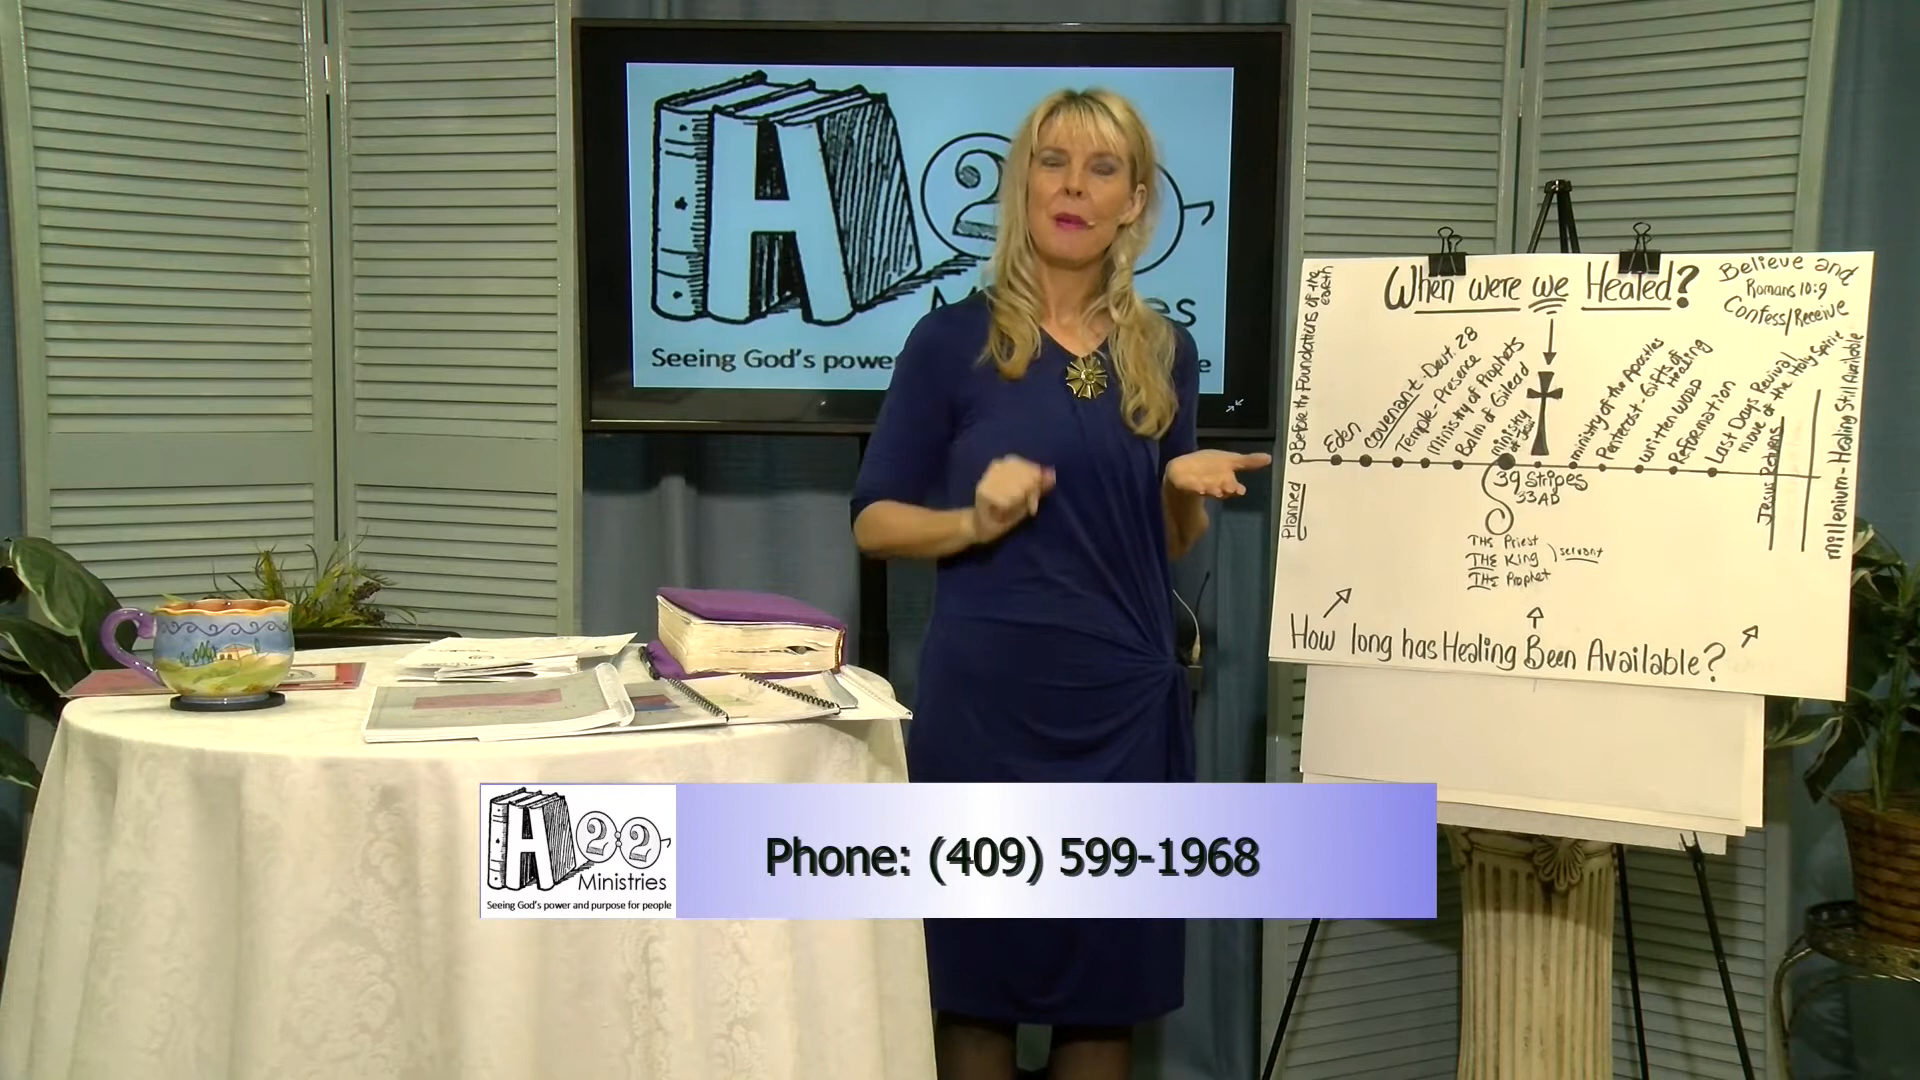 H 2
M es
Seeing God's power e
When were we Healed?
Believe and
Romans 10:9
Confess/Receive
Before the Foundations of the Earth
Planned
Eden
Covenant-Deut. 28
Temple-Presence
Ministry of Prophets
Balm of Gilead
ministry of Jesus
ministry of the Apostles
Pentecost-Gifts of Healing
written WORD
Reformation
Last Days Revival
move of the Holy Spirit
Jesus Returns
Millenium-Healing Still Available
39 Stripes
33 AD
THE Priest
THE King
THE Prophet
servant
How long has Healing Been Available?
H 2:2
Ministries
Seeing God's power and purpose for people
Phone: (409) 599-1968